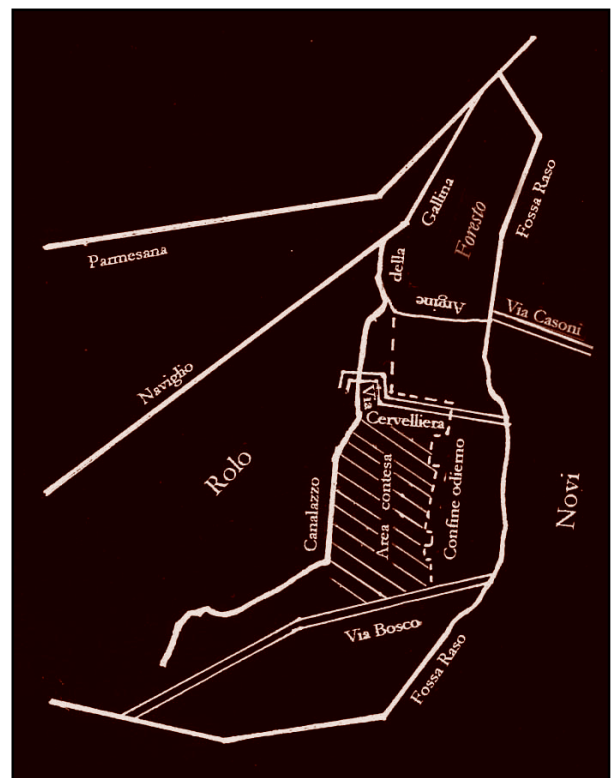 Gallina
della
Argine
Foresto
Fossa Raso
Parmesana
Via Casoni
Naviglio
Via
Cervelliera
Rolo
Canalazzo
Area contesa
Confine odierno
Novi
Via Bosco
Fossa Raso